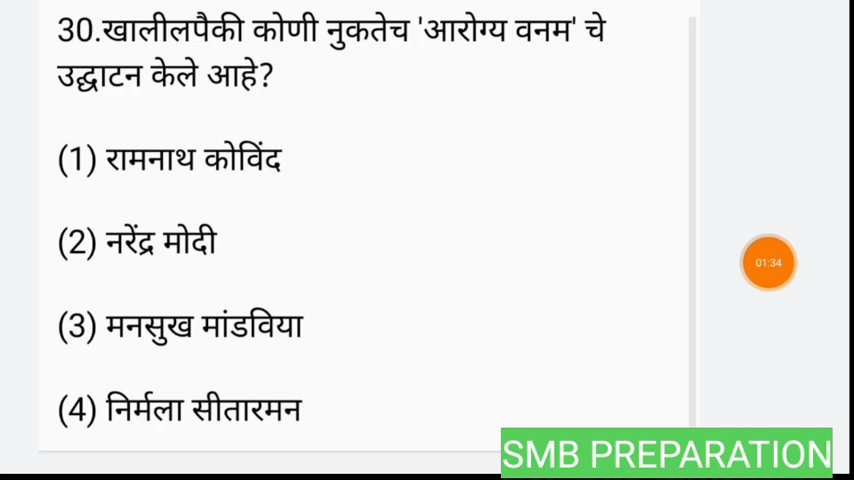 30.खालीलपैकी कोणी नुकतेच 'आरोग्य वनम' चे
उद्घाटन केले आहे?
(1) रामनाथ कोविंद
(2) नरेंद्र मोदी
01:34
(3) मनसुख मांडविया
(4) निर्मला सीतारमन
SMB PREPARATION